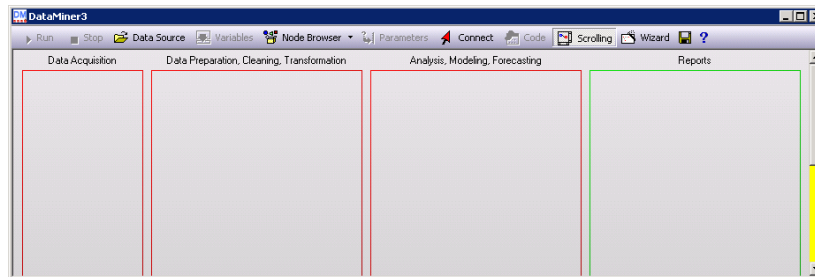 DM DataMiner3
Run Stop Data Source Variables Node Browser Parameters Connect Code Scrolling Wizard ?
Data Acquisition Data Preparation, Cleaning, Transformation Analysis, Modeling, Forecasting Reports